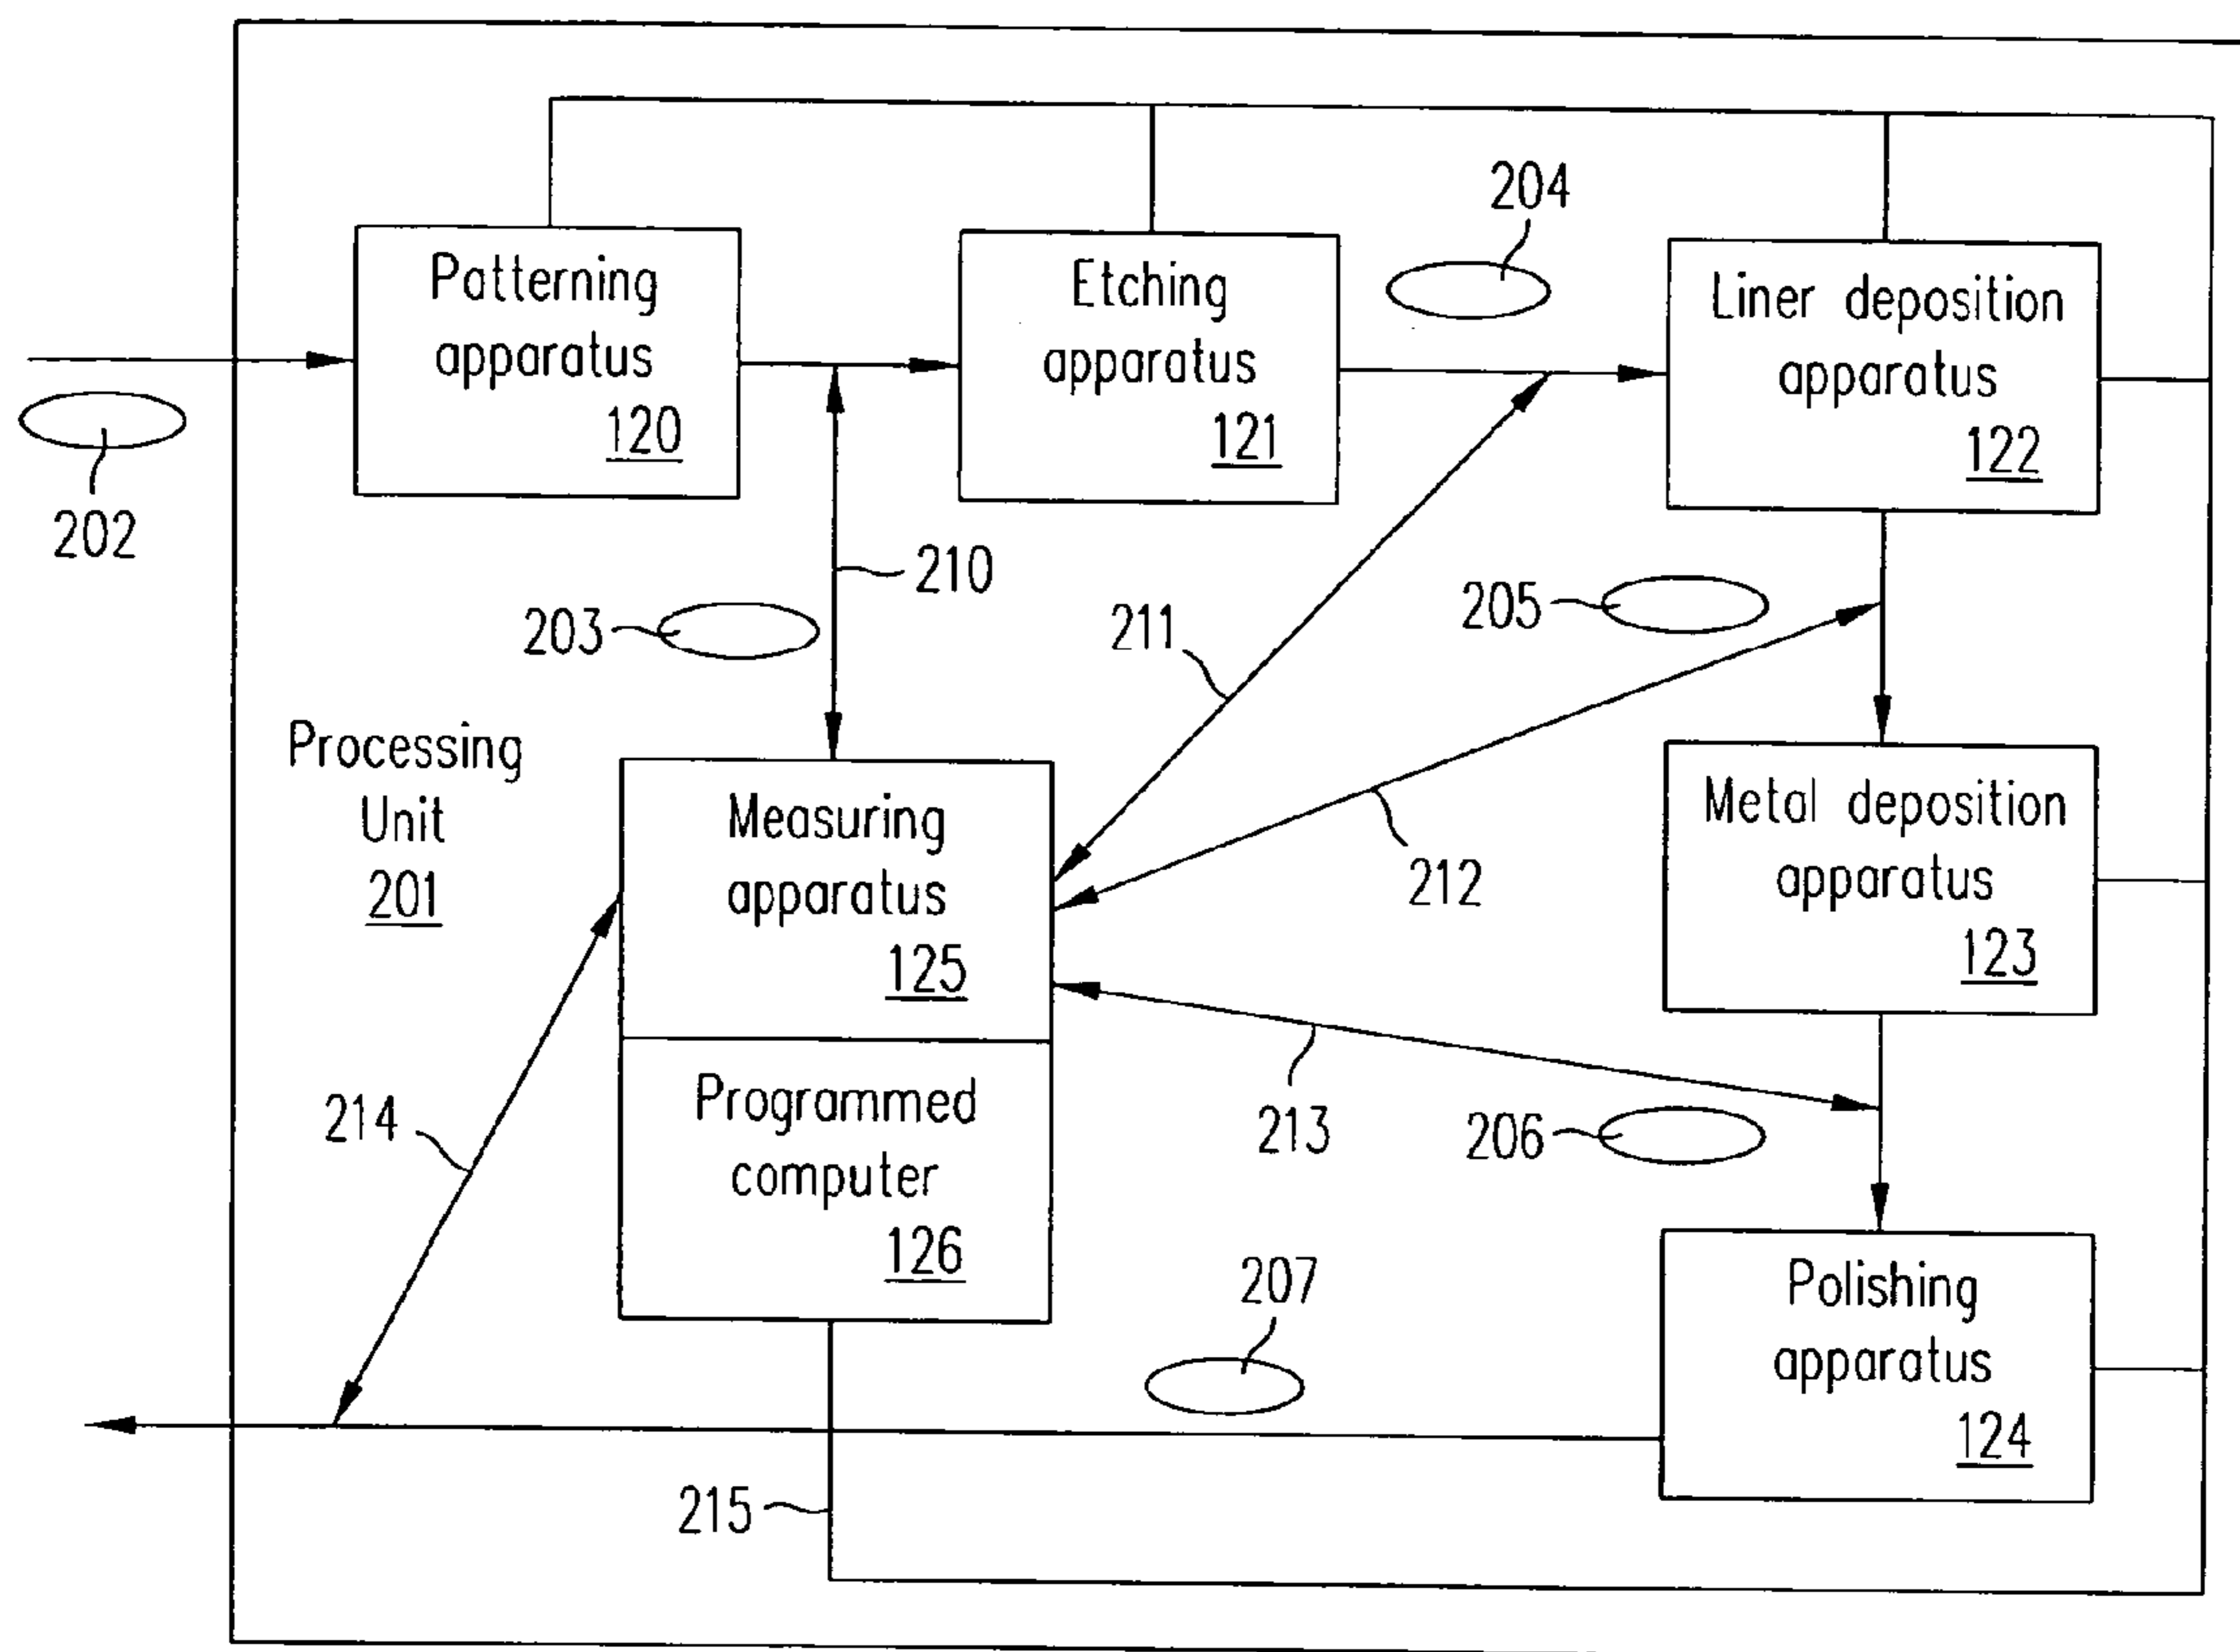 204
Patterning
apparatus
120
Etching
apparatus
121
Liner deposition
apparatus
122
202
210
203
211
205
Processing
Unit
201
Measuring
apparatus
125
212
Metal deposition
apparatus
123
Programmed
computer
126
214
213
206
207
Polishing
apparatus
124
215